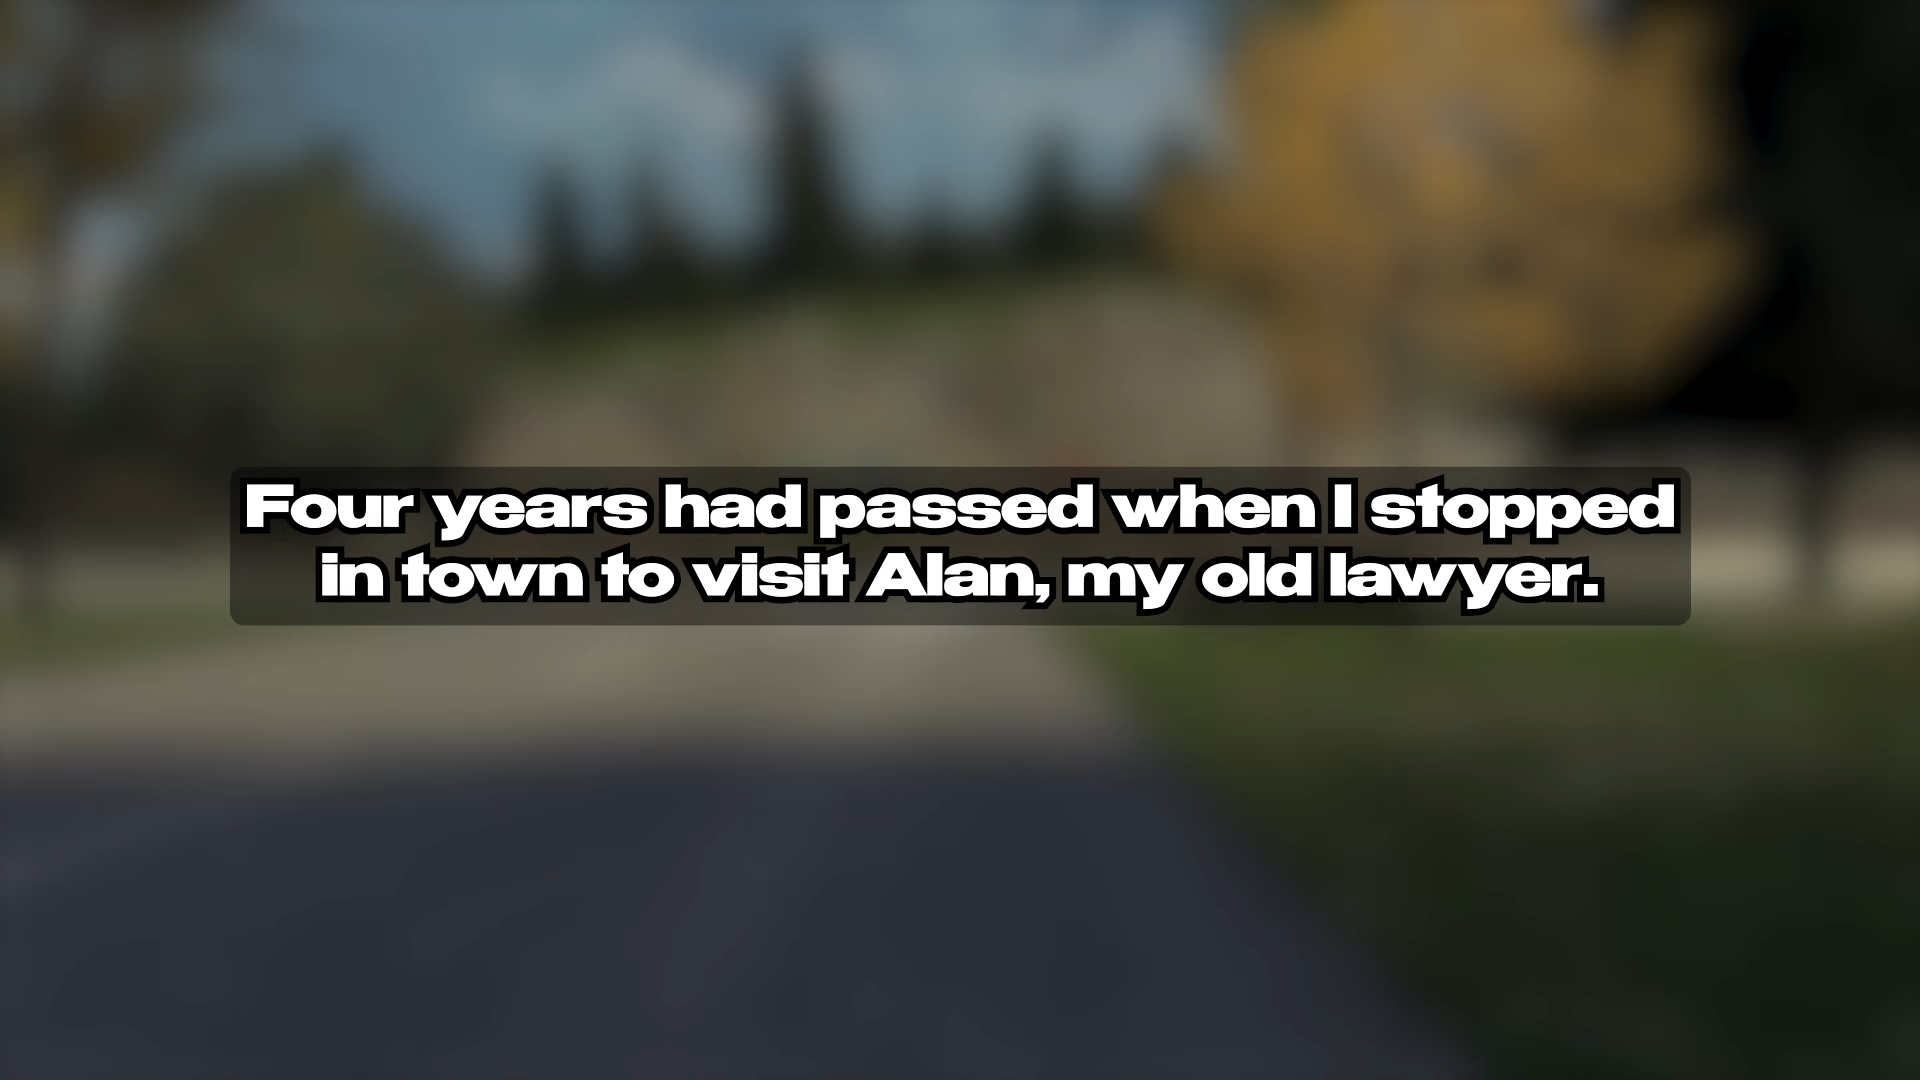 Four years had passed when I stopped
in town to visit Alan, my old lawyer.